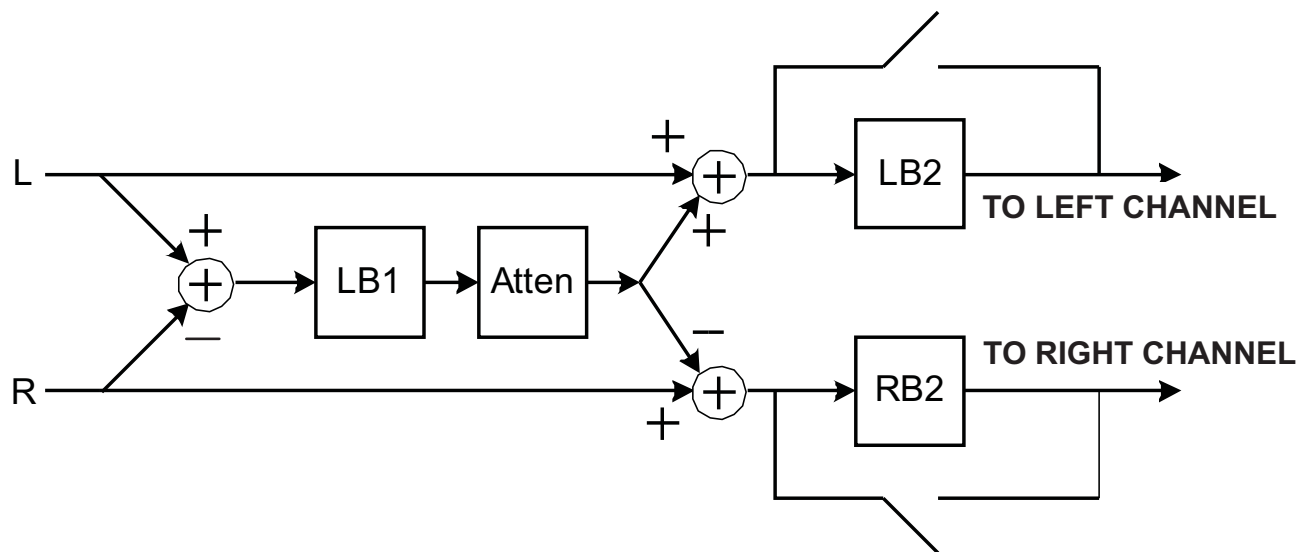 +
L
+
LB2
TO LEFT CHANNEL
+
+
+
LB1
Atten
−
−−
TO RIGHT CHANNEL
R
+
RB2
+